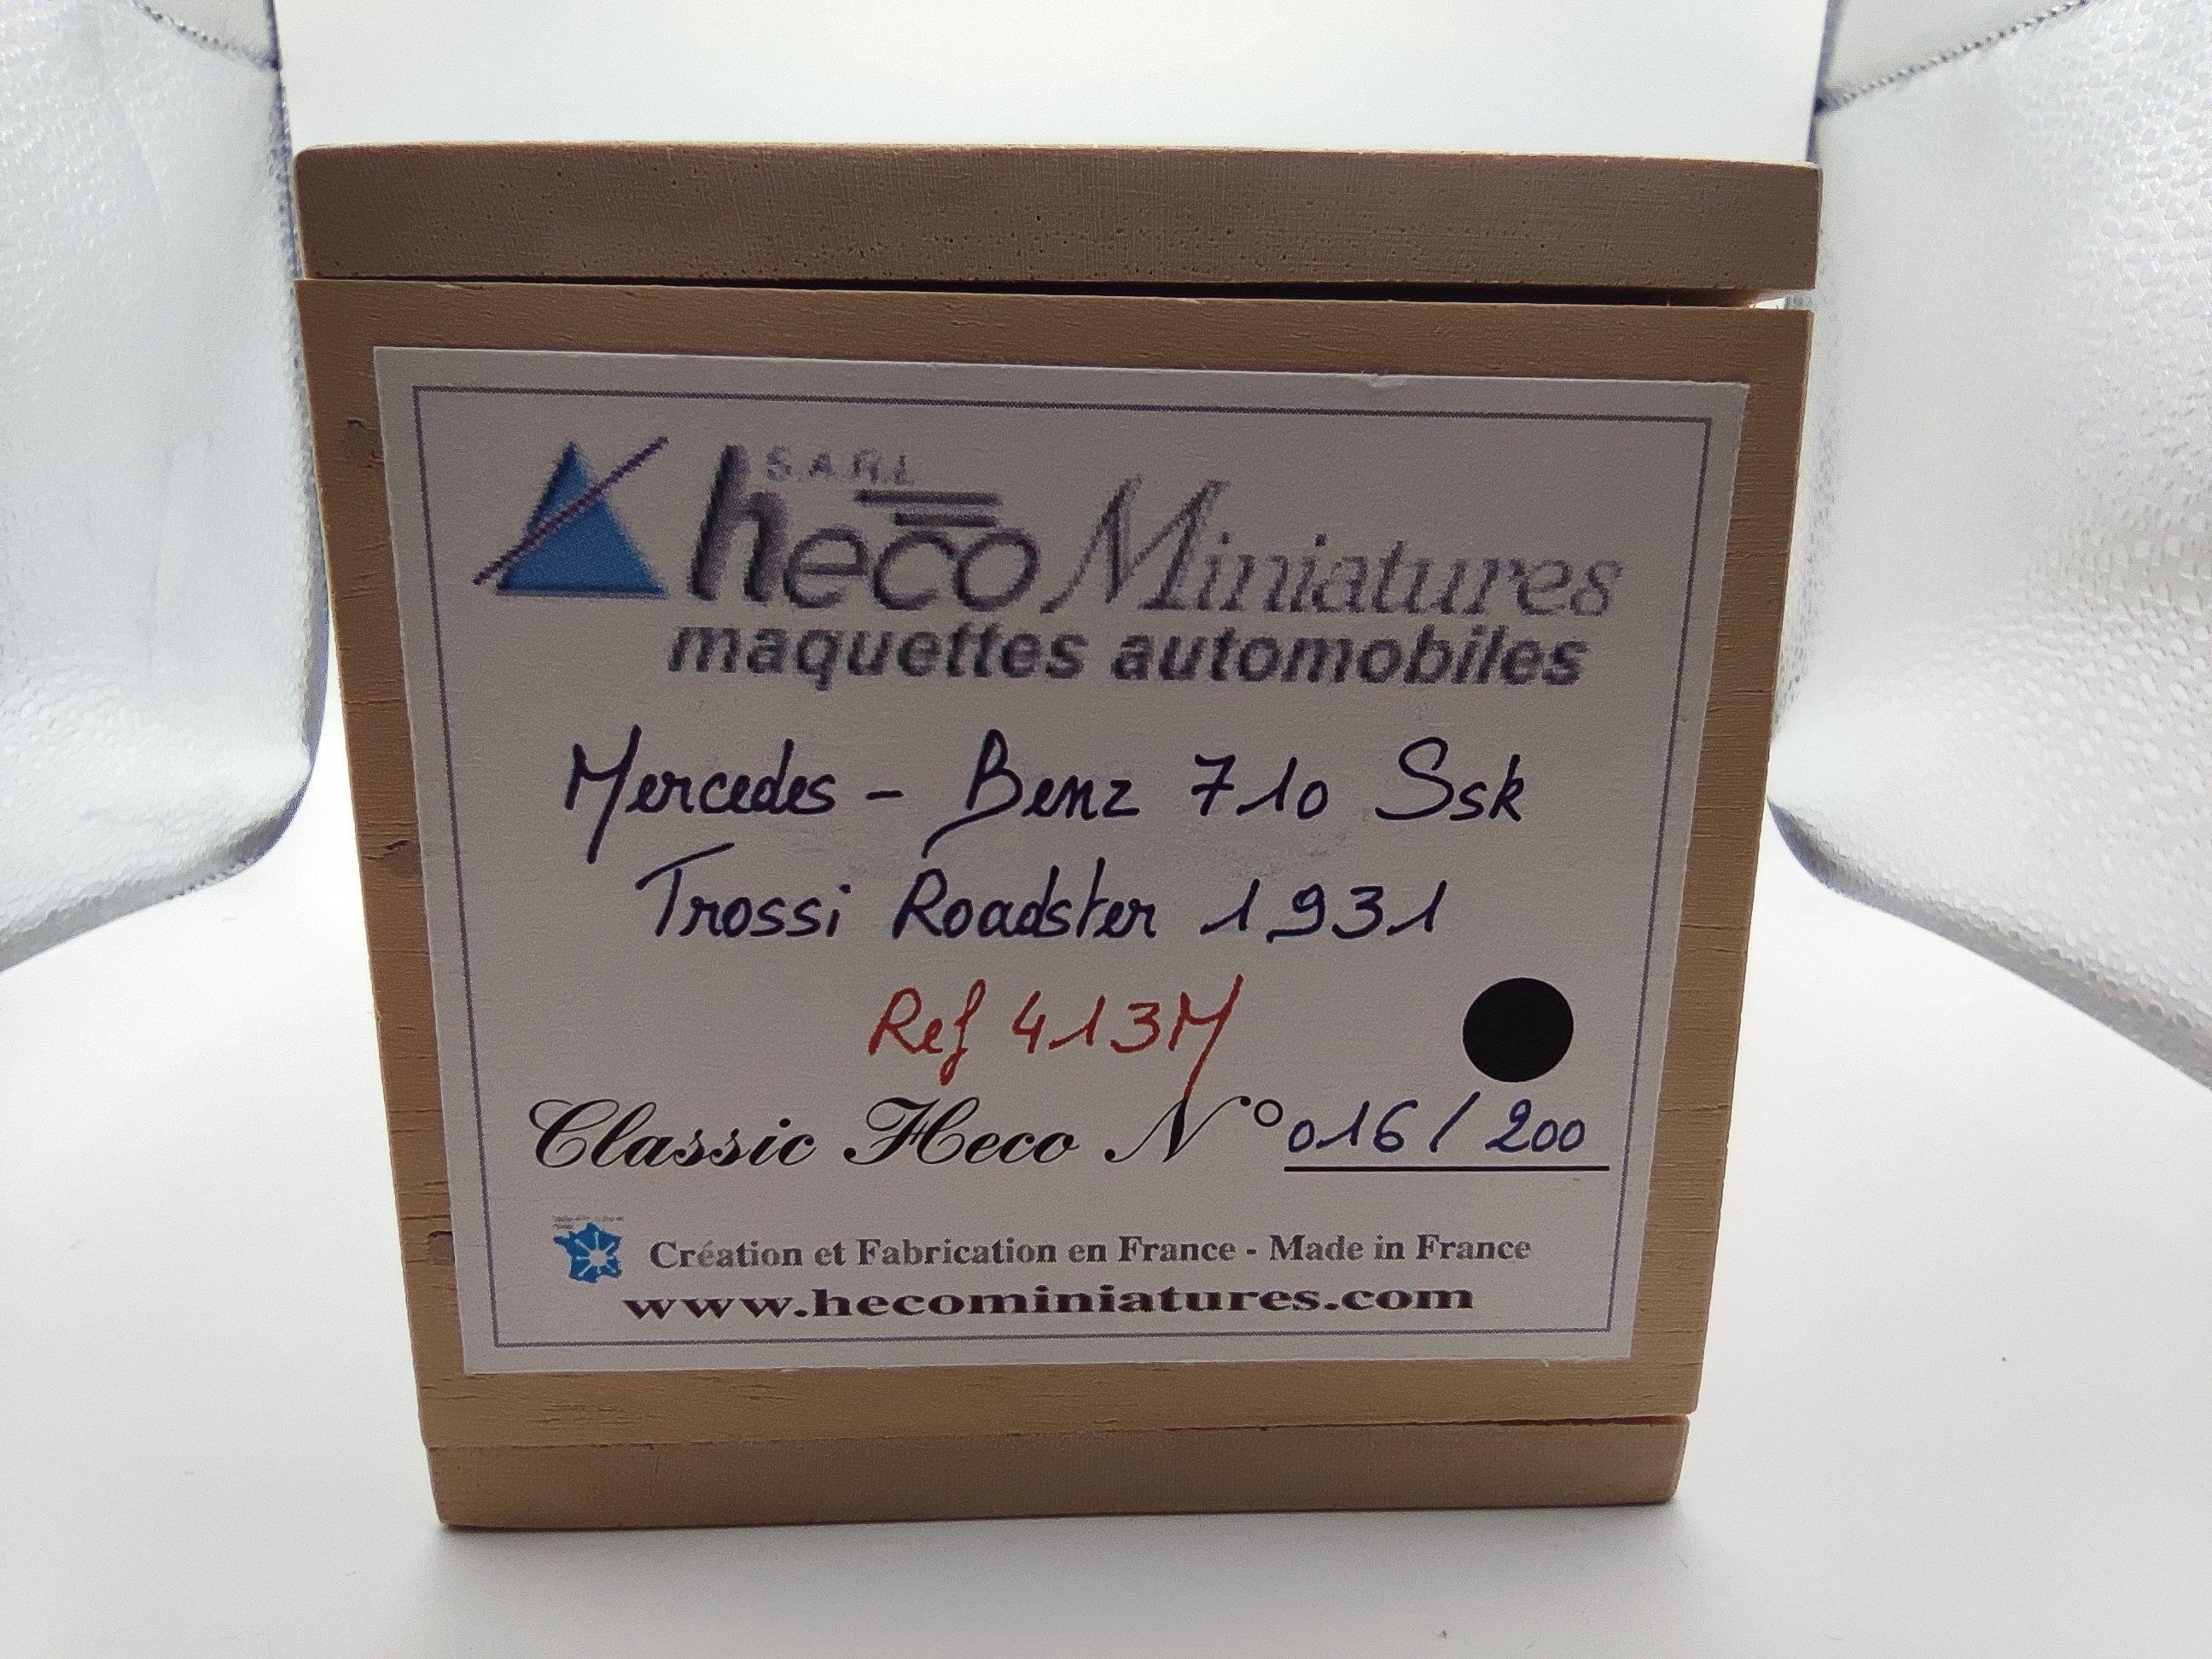 S.A.R.L
heco Miniatures
maquettes automobiles
Mercedes - Benz 710 Ssk
Trossi Roadster 1931
Ref 413M
Classic Heco N° 016 / 200
Création et Fabrication en France - Made in France
www.hecominiatures.com